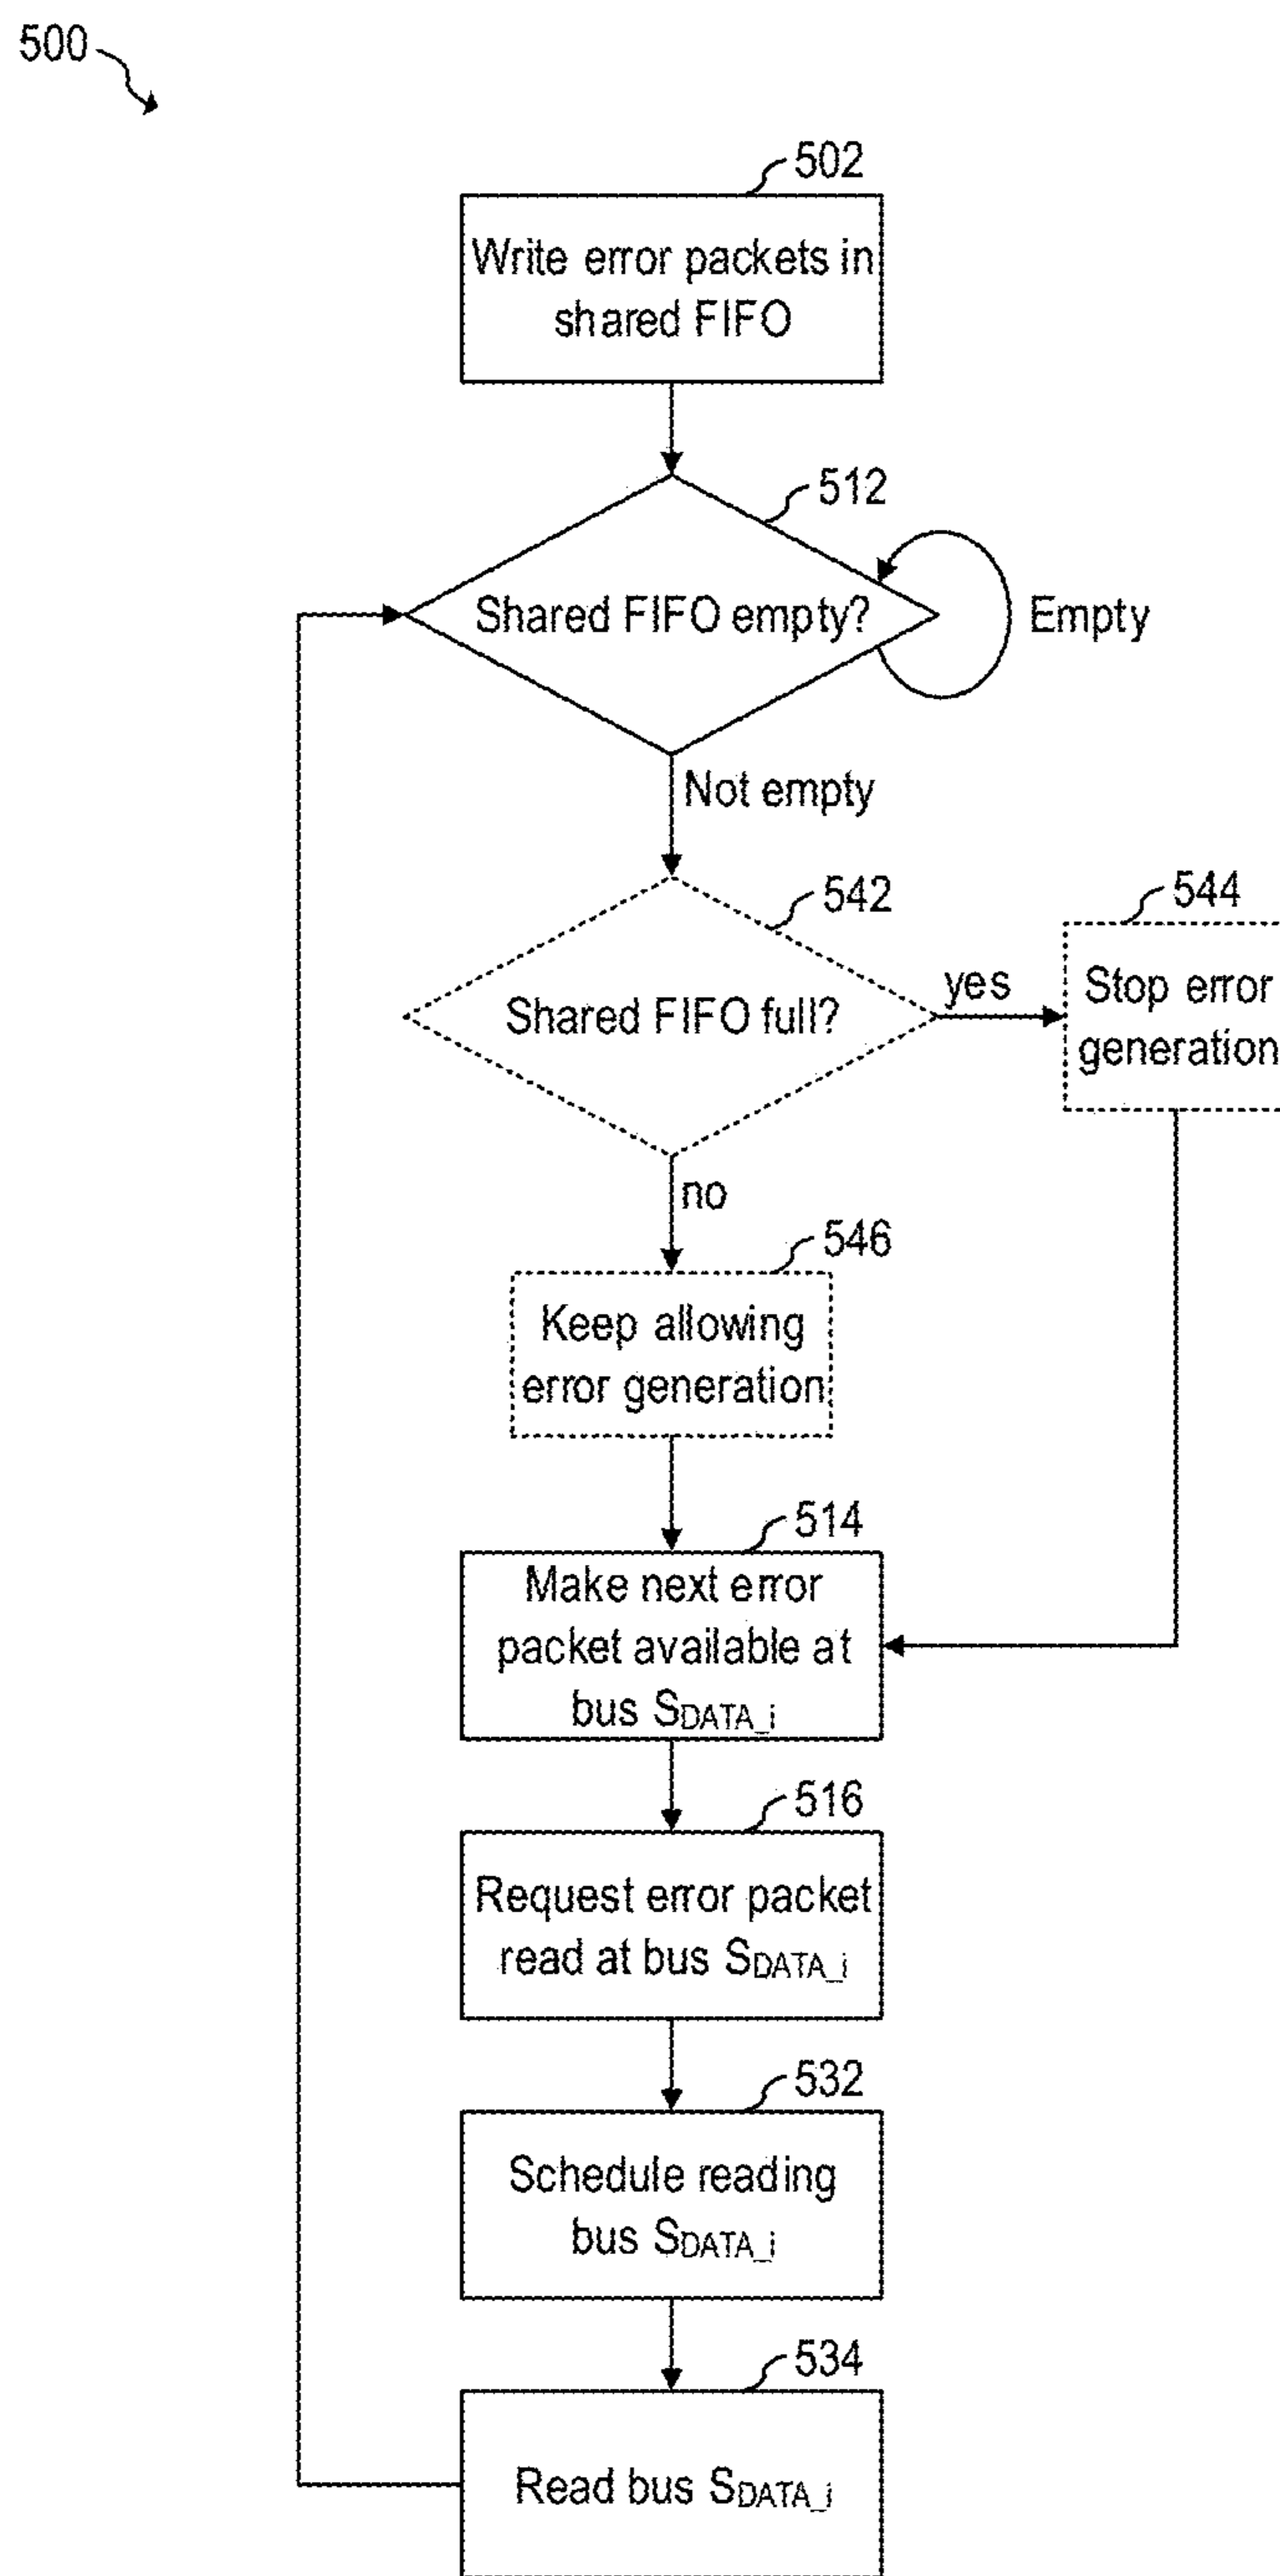 500
502
Write error packets in
shared FIFO
512
Shared FIFO empty?
Empty
Not empty
542
Shared FIFO full?
yes
544
Stop error
generation
no
546
Keep allowing
error generation
514
Make next error
packet available at
bus SDATA_i
516
Request error packet
read at bus SDATA_i
532
Schedule reading
bus SDATA_i
534
Read bus SDATA_i